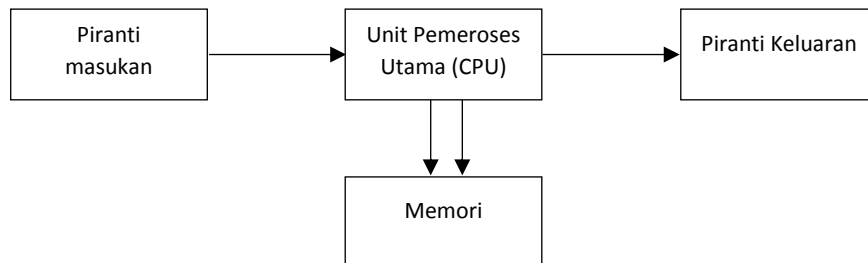 Piranti
masukan
Unit Pemeroses
Utama (CPU)
Piranti Keluaran
Memori